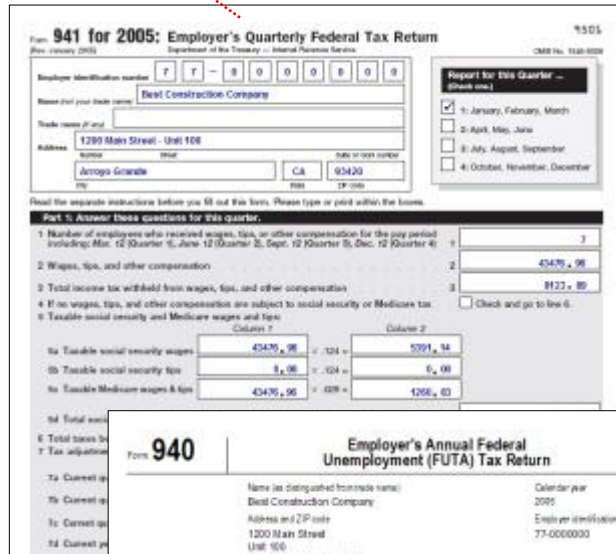 Form 941 for 2005: Employer's Quarterly Federal Tax Return
9501
(Rev. January 2005) Department of the Treasury — Internal Revenue Service
OMB No. 1545-0029
Employer identification number 7 7 – 0 0 0 0 0 0 0
Name (not your trade name) Best Construction Company
Trade name (if any)
Address 1200 Main Street - Unit 100
Number Street Suite or room number
Arroyo Grande CA 93420
City State ZIP code
Report for this Quarter ...
(Check one.)
1: January, February, March
2: April, May, June
3: July, August, September
4: October, November, December
Read the separate instructions before you fill out this form. Please type or print within the boxes.
Part 1: Answer these questions for this quarter.
1 Number of employees who received wages, tips, or other compensation for the pay period
including: Mar. 12 (Quarter 1), June 12 (Quarter 2), Sept. 12 (Quarter 3), Dec. 12 (Quarter 4) 1 3
2 Wages, tips, and other compensation 2 43476.96
3 Total income tax withheld from wages, tips, and other compensation 3
4 If no wages, tips, and other compensation are subject to social security or Medicare tax Check and go to line 6.
5 Taxable social security and Medicare wages and tips:
Column 1 Column 2
5a Taxable social security wages 43476.96 × .124 = 5391.14
5b Taxable social security tips 0.00 × .124 = 0.00
5c Taxable Medicare wages & tips 43476.96 × .029 = 1260.83
5d Total
6 Total taxes
7 Tax
7a Current
7b Current
7c Current
7d Current
Form 940
Employer's Annual Federal
Unemployment (FUTA) Tax Return
Name (as distinguished from trade name) Calendar year
Best Construction Company 2005
Address and ZIP code Employer identification
1200 Main Street 77-0000000
Unit 100